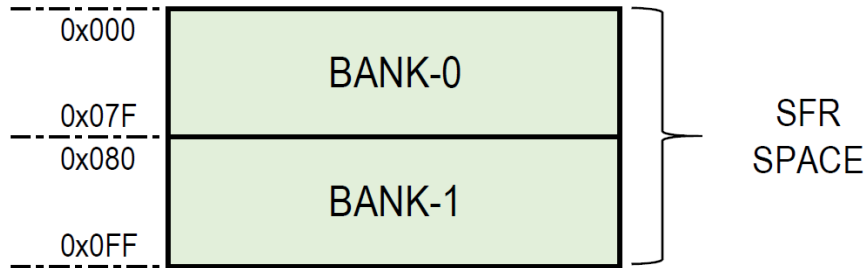 0x000
BANK-0
0x07F
0x080
BANK-1
0x0FF
SFR
SPACE